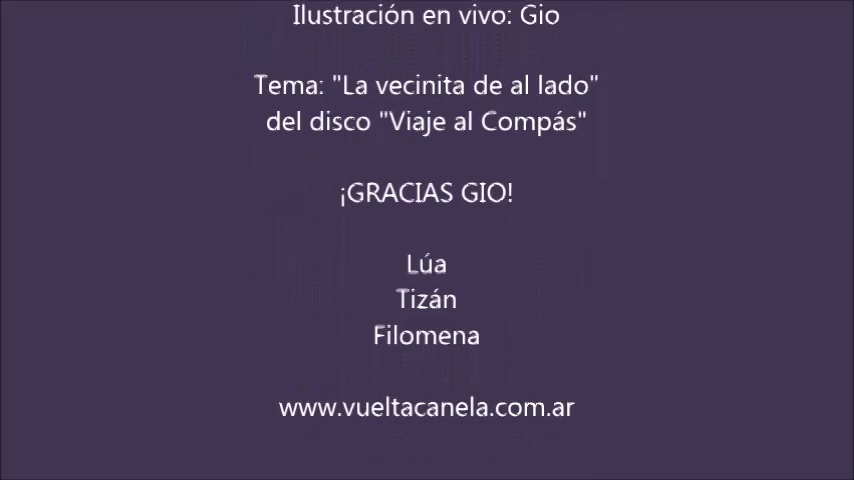 Ilustración en vivo: Gio
Tema: "La vecinita de al lado"
del disco "Viaje al Compás"
¡GRACIAS GIO!
Lúa
Tizán
Filomena
www.vueltacanela.com.ar